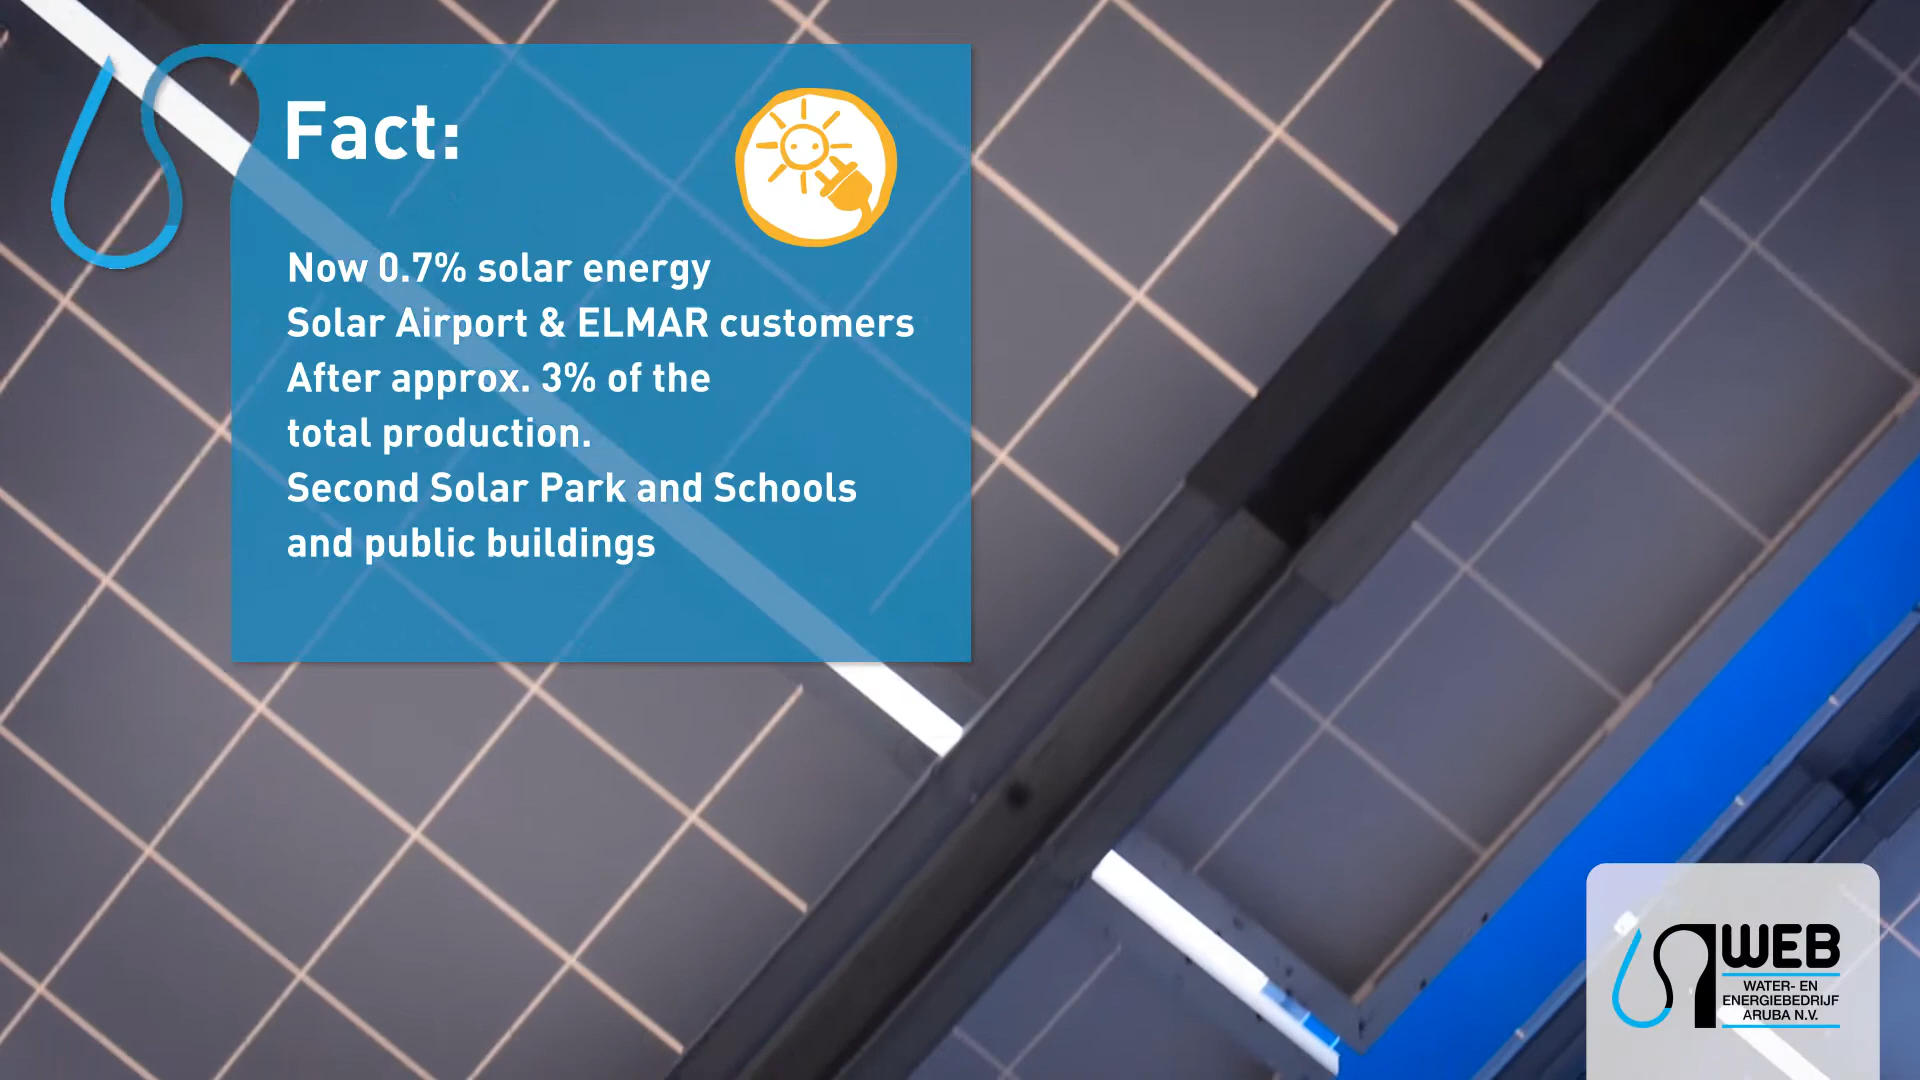 Fact:
Now 0.7% solar energy
Solar Airport & ELMAR customers
After approx. 3% of the
total production.
Second Solar Park and Schools
and public buildings
WEB
WATER- EN
ENERGIEBEDRIJF
ARUBA N.V.